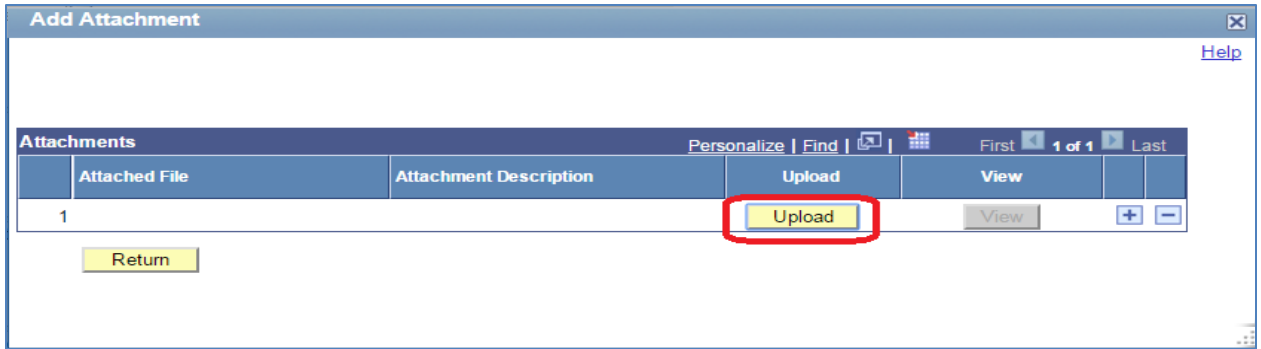 Add Attachment
Help
Attachments Personalize | Find | | First 1 of 1 Last
Attached File Attachment Description Upload View
1 Upload View
Return